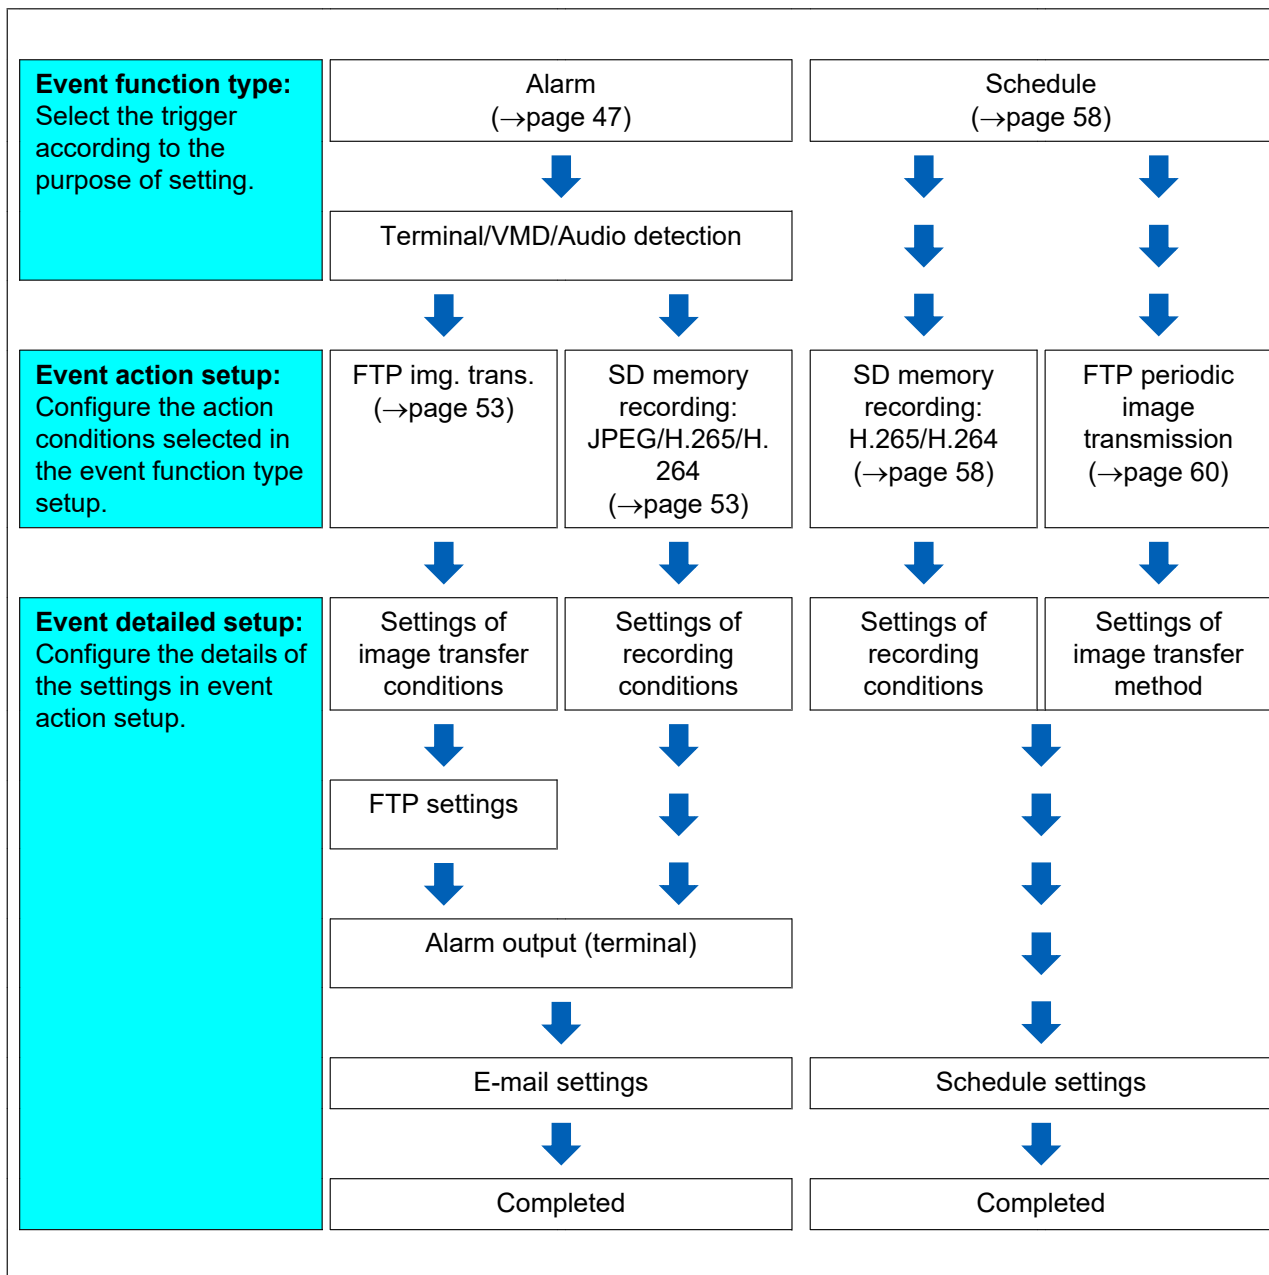 Event function type:
Select the trigger
according to the
purpose of setting.
Alarm
(→page 47)
Schedule
(→page 58)
Terminal/VMD/Audio detection
Event action setup:
Configure the action
conditions selected in
the event function type
setup.
FTP img. trans.
(→page 53)
SD memory
recording:
JPEG/H.265/H.
264
(→page 53)
SD memory
recording:
H.265/H.264
(→page 58)
FTP periodic
image
transmission
(→page 60)
Event detailed setup:
Configure the details of
the settings in event
action setup.
Settings of
image transfer
conditions
Settings of
recording
conditions
Settings of
recording
conditions
Settings of
image transfer
method
FTP settings
Alarm output (terminal)
E-mail settings
Schedule settings
Completed
Completed